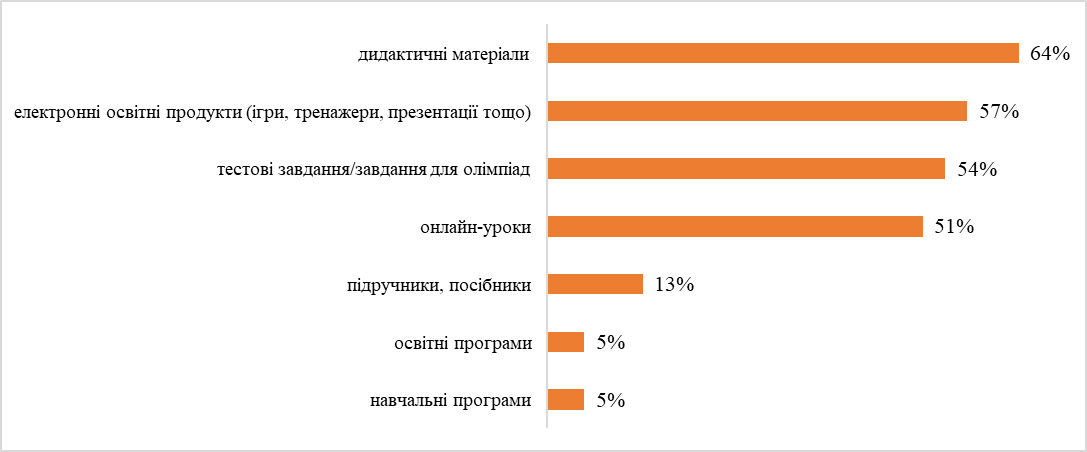 дидактичні матеріали 64%
електронні освітні продукти (ігри, тренажери, презентації тощо) 57%
тестові завдання/завдання для олімпіад 54%
онлайн-уроки 51%
підручники, посібники 13%
освітні програми 5%
навчальні програми 5%